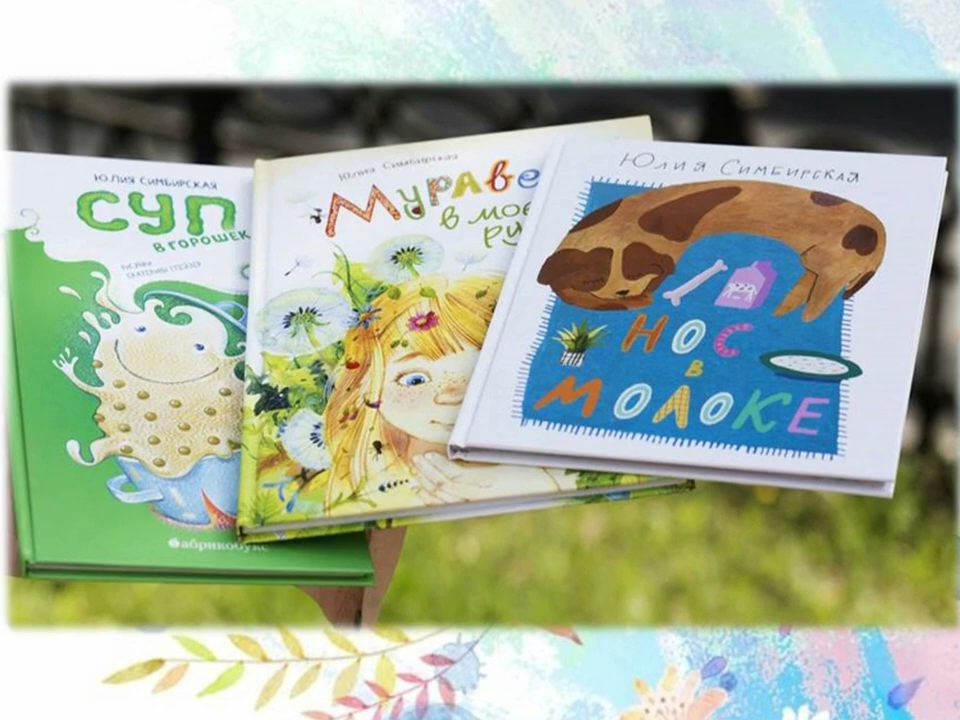 ЮЛИЯ СИМБИРСКАЯ
СУП
В ГОРОШЕК
абрикобукс
Юлия Симбирская
Мураве
в мое
ру
Юлия Симбирская
НОС
В
МОЛОКЕ